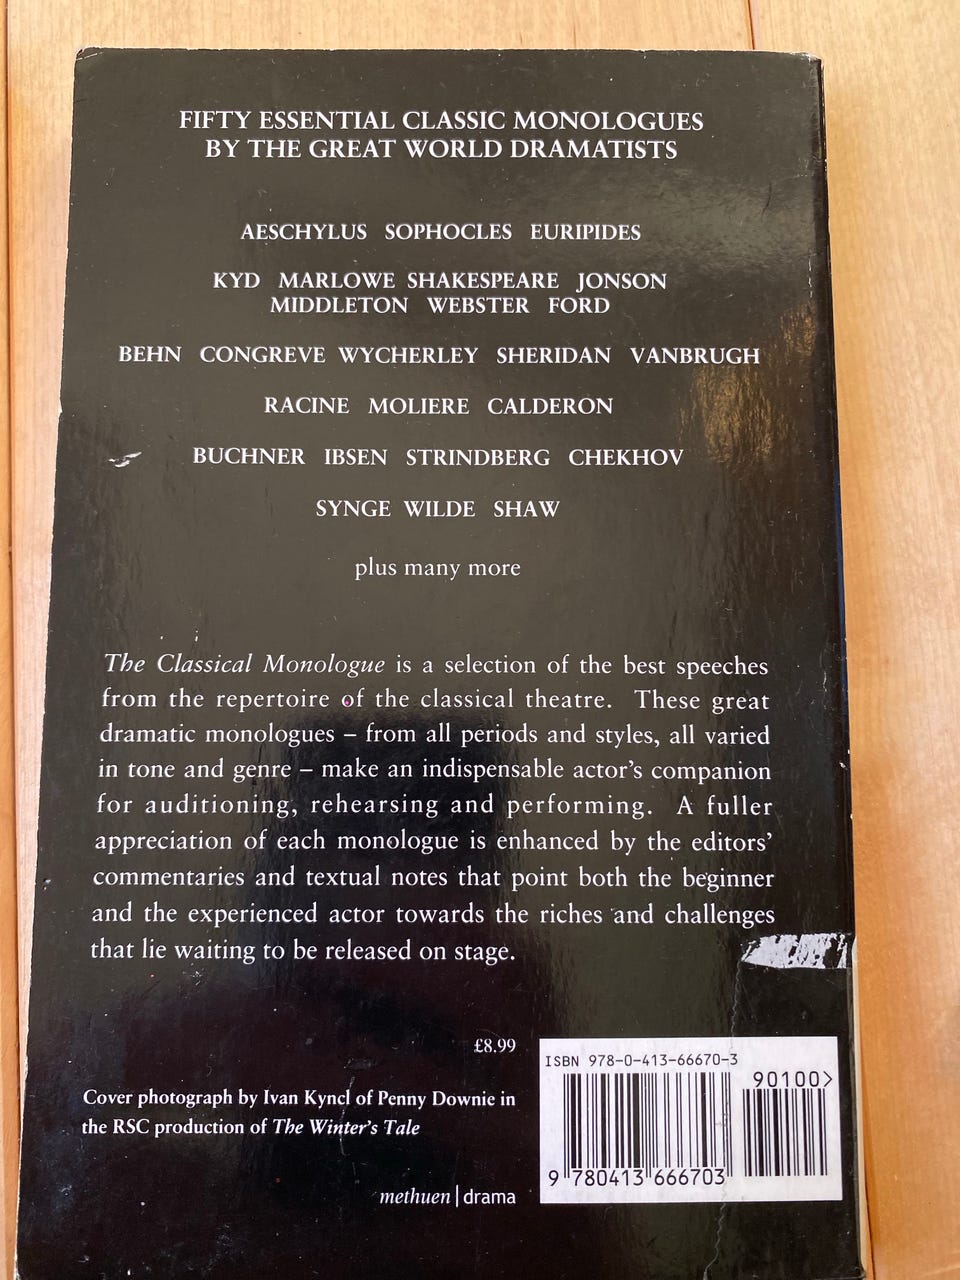 FIFTY ESSENTIAL CLASSIC MONOLOGUES
BY THE GREAT WORLD DRAMATISTS
AESCHYLUS SOPHOCLES EURIPIDES
KYD MARLOWE SHAKESPEARE JONSON
MIDDLETON WEBSTER FORD
BEHN CONGREVE WYCHERLEY SHERIDAN VANBRUGH
RACINE MOLIERE CALDERON
BUCHNER IBSEN STRINDBERG CHEKHOV
SYNGE WILDE SHAW
plus many more
The Classical Monologue is a selection of the best speeches
from the repertoire of the classical theatre. These great
dramatic monologues – from all periods and styles, all varied
in tone and genre – make an indispensable actor's companion
for auditioning, rehearsing and performing. A fuller
appreciation of each monologue is enhanced by the editors'
commentaries and textual notes that point both the beginner
and the experienced actor towards the riches and challenges
that lie waiting to be released on stage.
£8.99
Cover photograph by Ivan Kyncl of Penny Downie in
the RSC production of The Winter's Tale
methuen | drama
ISBN 978-0-413-66670-3
90100>
9 780413 666703